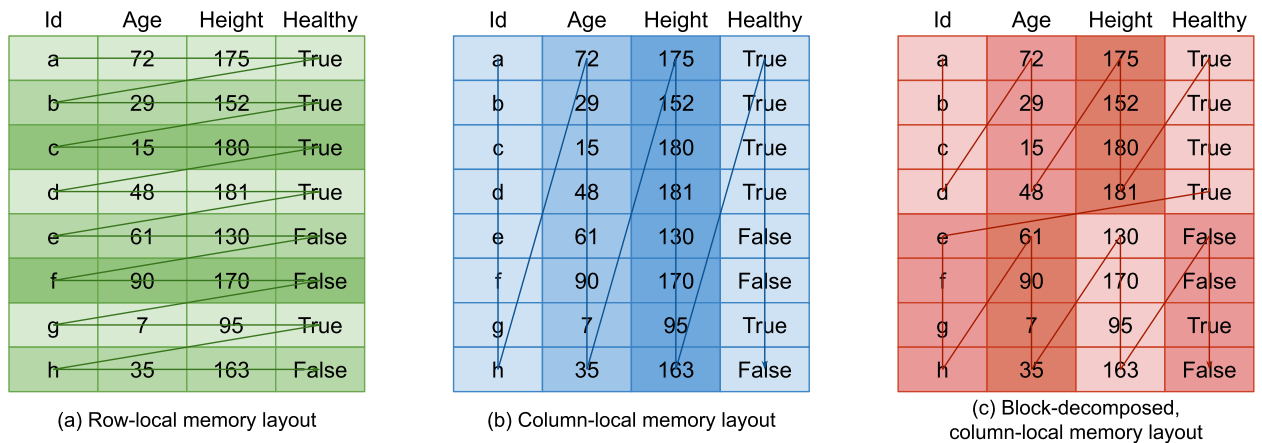 Id Age Height Healthy
a 72 175 True
b 29 152 True
c 15 180 True
d 48 181 True
e 61 130 False
f 90 170 False
g 7 95 True
h 35 163 False
(a) Row-local memory layout
Id Age Height Healthy
a 72 175 True
b 29 152 True
c 15 180 True
d 48 181 True
e 61 130 False
f 90 170 False
g 7 95 True
h 35 163 False
(b) Column-local memory layout
Id Age Height Healthy
a 72 175 True
b 29 152 True
c 15 180 True
d 48 181 True
e 61 130 False
f 90 170 False
g 7 95 True
h 35 163 False
(c) Block-decomposed,
column-local memory layout